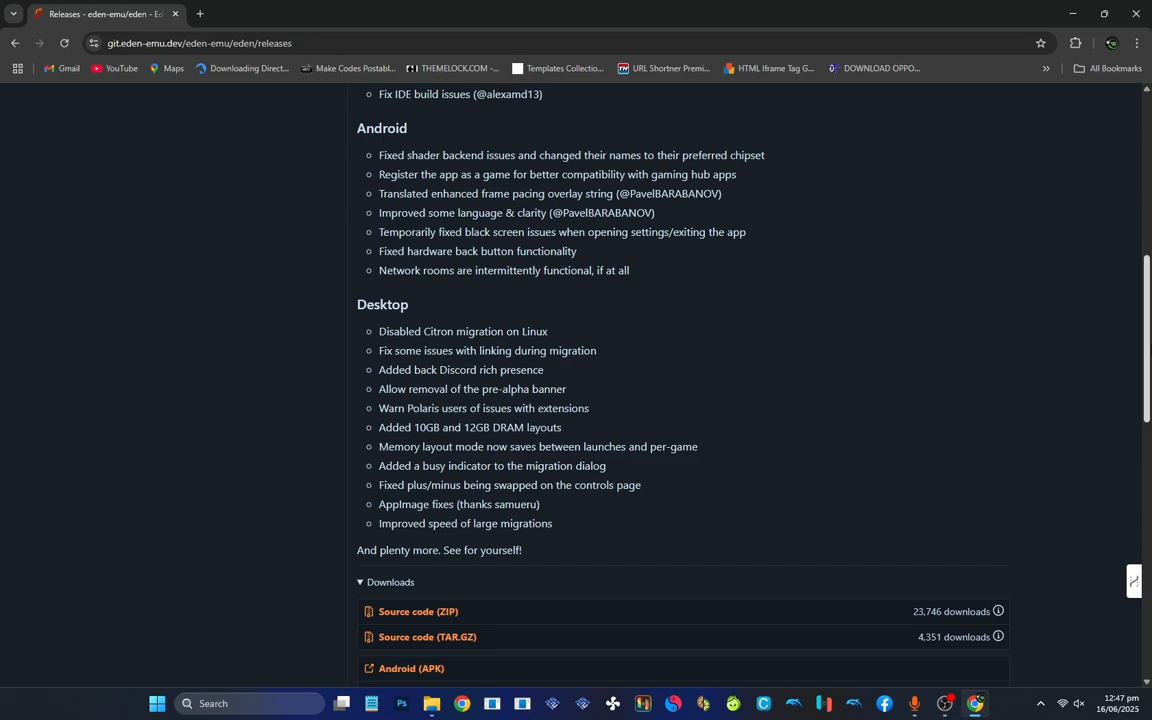 Releases - eden-emu/eden - Ed
git.eden-emu.dev/eden-emu/eden/releases
Gmail
YouTube
Maps
Downloading Direct...
Make Codes Postabl...
THEMELOCK.COM -...
Templates Collectio...
URL Shortner Premi...
HTML Iframe Tag G...
DOWNLOAD OPPO...
All Bookmarks
Fix IDE build issues (@alexamd13)
Android
Fixed shader backend issues and changed their names to their preferred chipset
Register the app as a game for better compatibility with gaming hub apps
Translated enhanced frame pacing overlay string (@PavelBARABANOV)
Improved some language & clarity (@PavelBARABANOV)
Temporarily fixed black screen issues when opening settings/exiting the app
Fixed hardware back button functionality
Network rooms are intermittently functional, if at all
Desktop
Disabled Citron migration on Linux
Fix some issues with linking during migration
Added back Discord rich presence
Allow removal of the pre-alpha banner
Warn Polaris users of issues with extensions
Added 10GB and 12GB DRAM layouts
Memory layout mode now saves between launches and per-game
Added a busy indicator to the migration dialog
Fixed plus/minus being swapped on the controls page
AppImage fixes (thanks samueru)
Improved speed of large migrations
And plenty more. See for yourself!
Downloads
Source code (ZIP) 23,746 downloads
Source code (TAR.GZ) 4,351 downloads
Android (APK)
Search
12:47 pm
16/06/2025